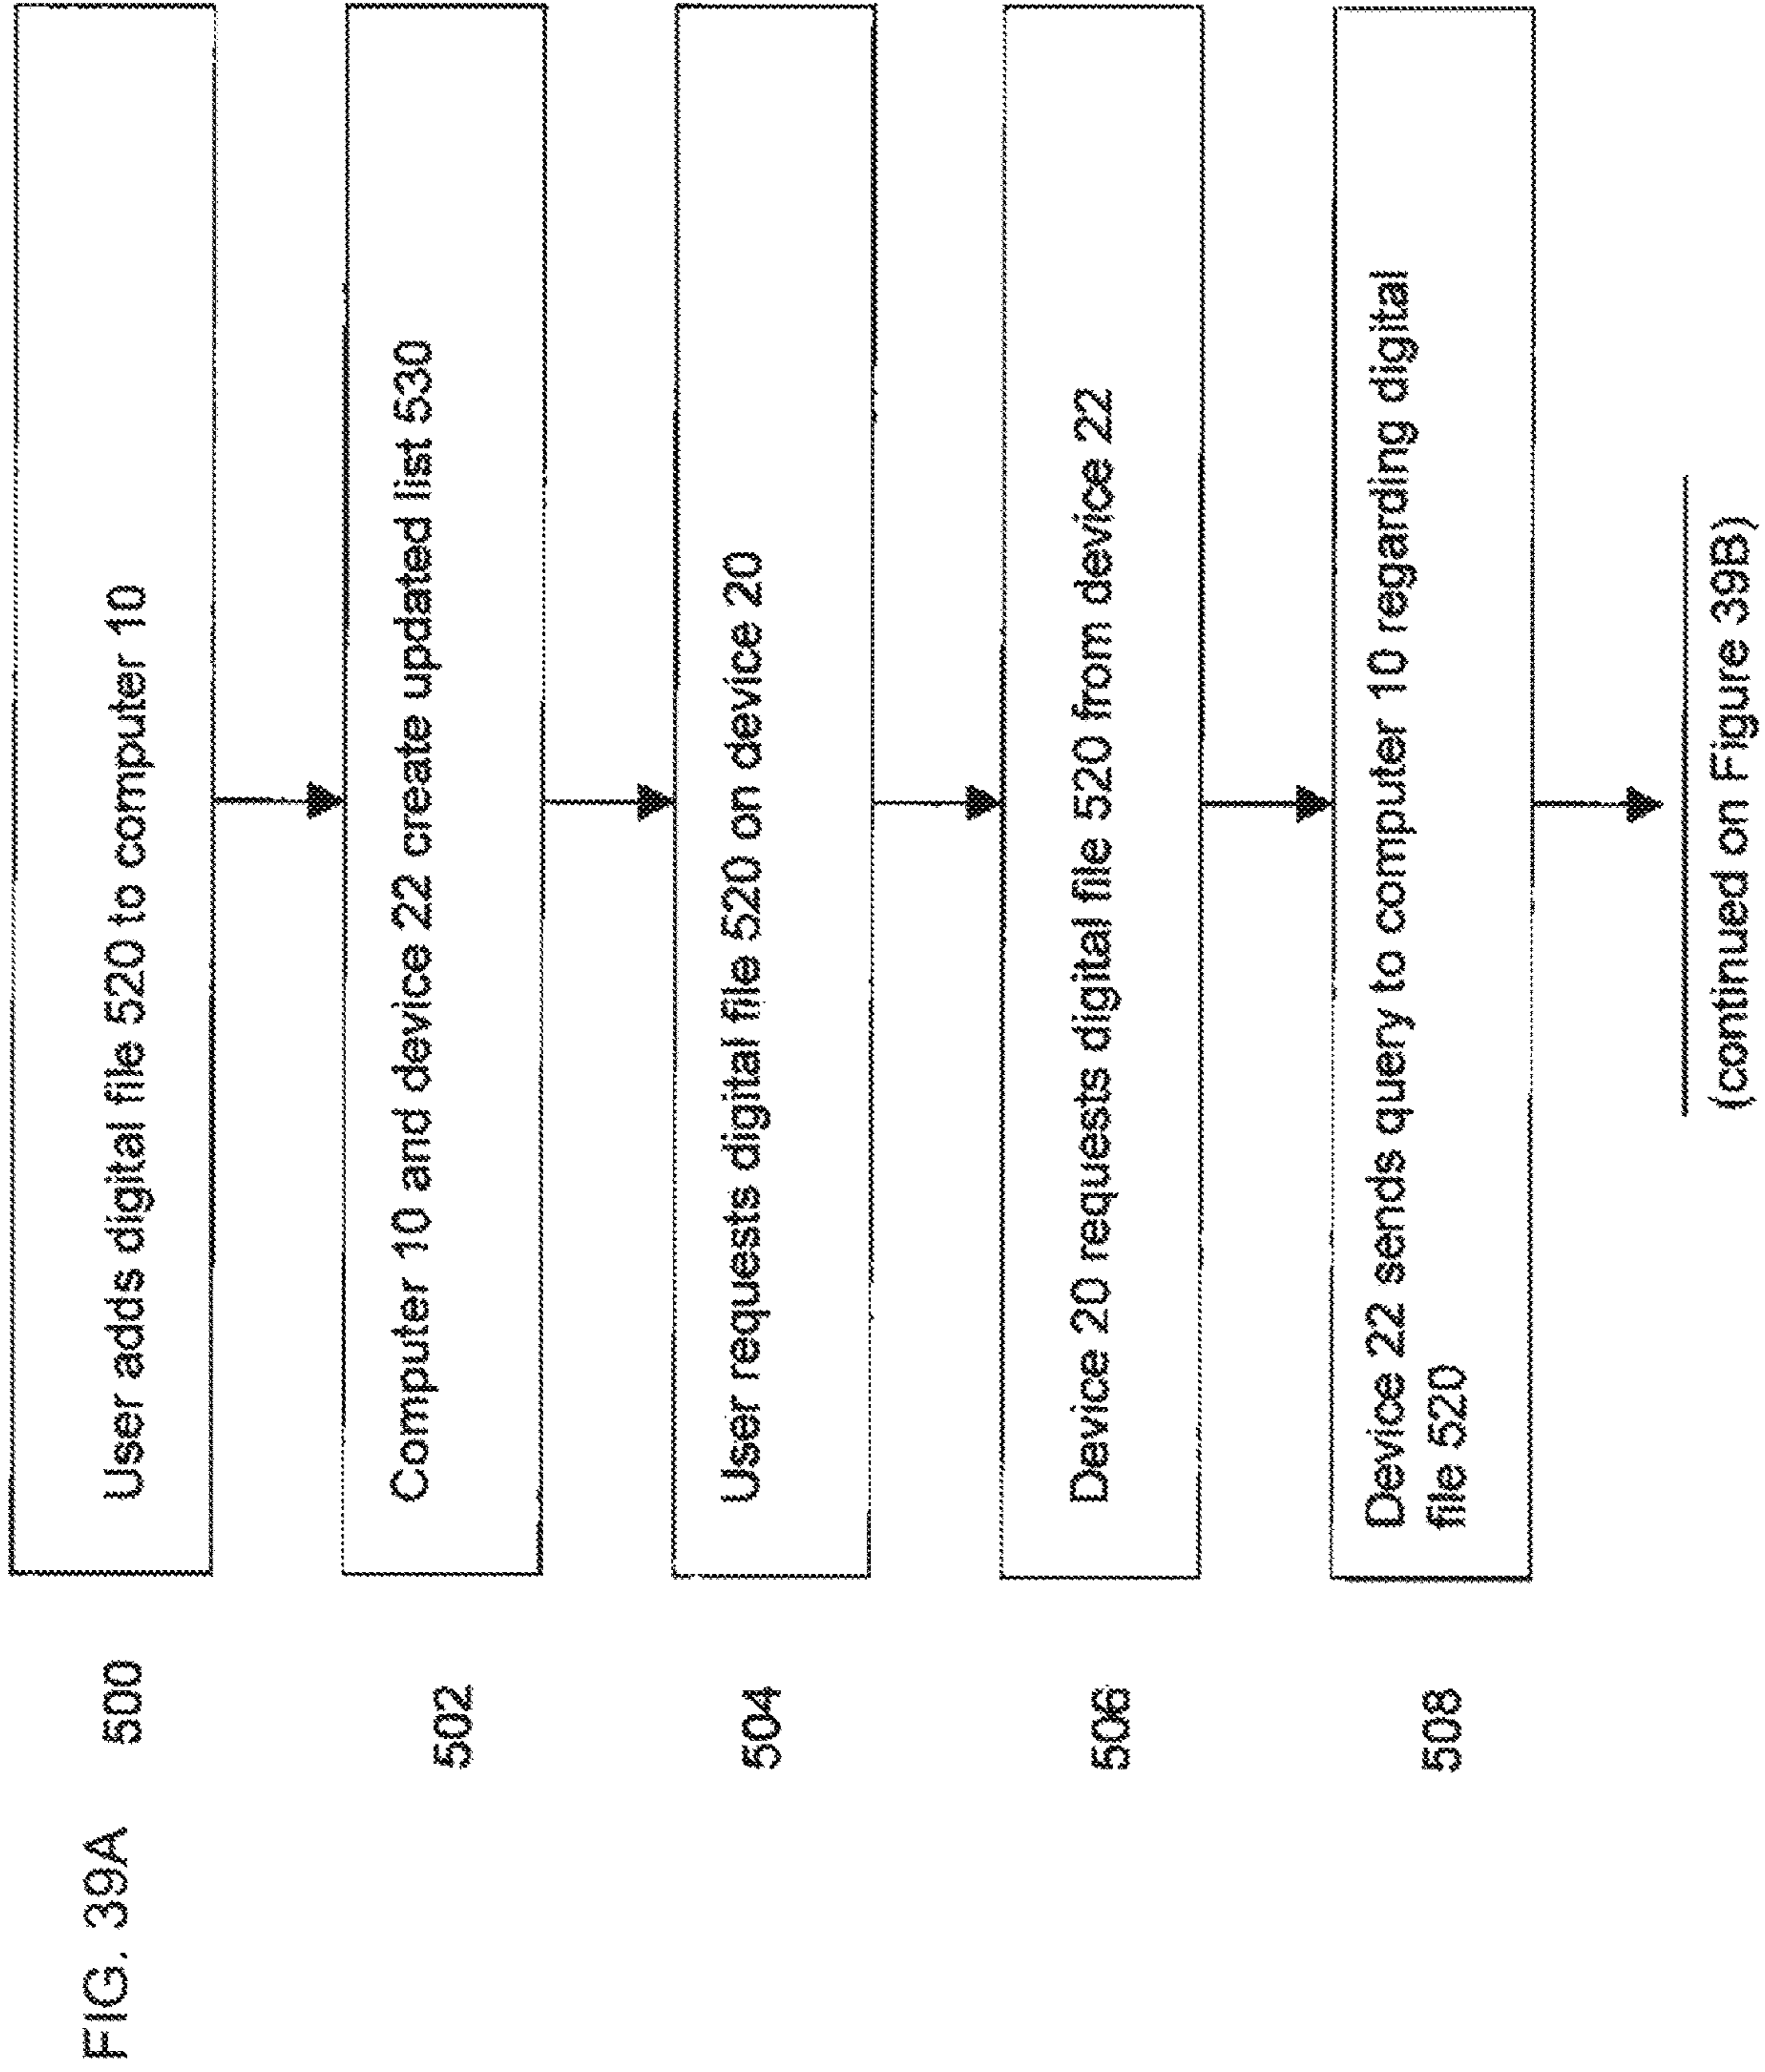 FIG. 39A
500
User adds digital file 520 to computer 10
502
Computer 10 and device 22 create updated list 530
504
User requests digital file 520 on device 20
506
Device 20 requests digital file 520 from device 22
508
Device 22 sends query to computer 10 regarding digital
file 520
(continued on Figure 39B)